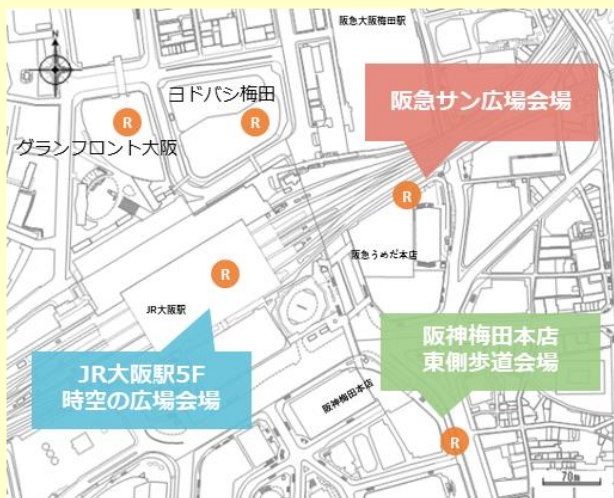 阪急大阪梅田駅
N
ヨドバシ梅田
阪急サン広場会場
R
R
グランフロント大阪
R
阪急うめだ本店
R
JR大阪駅
阪神梅田本店
東側歩道会場
JR大阪駅5F
時空の広場会場
阪神梅田本店
R
70m